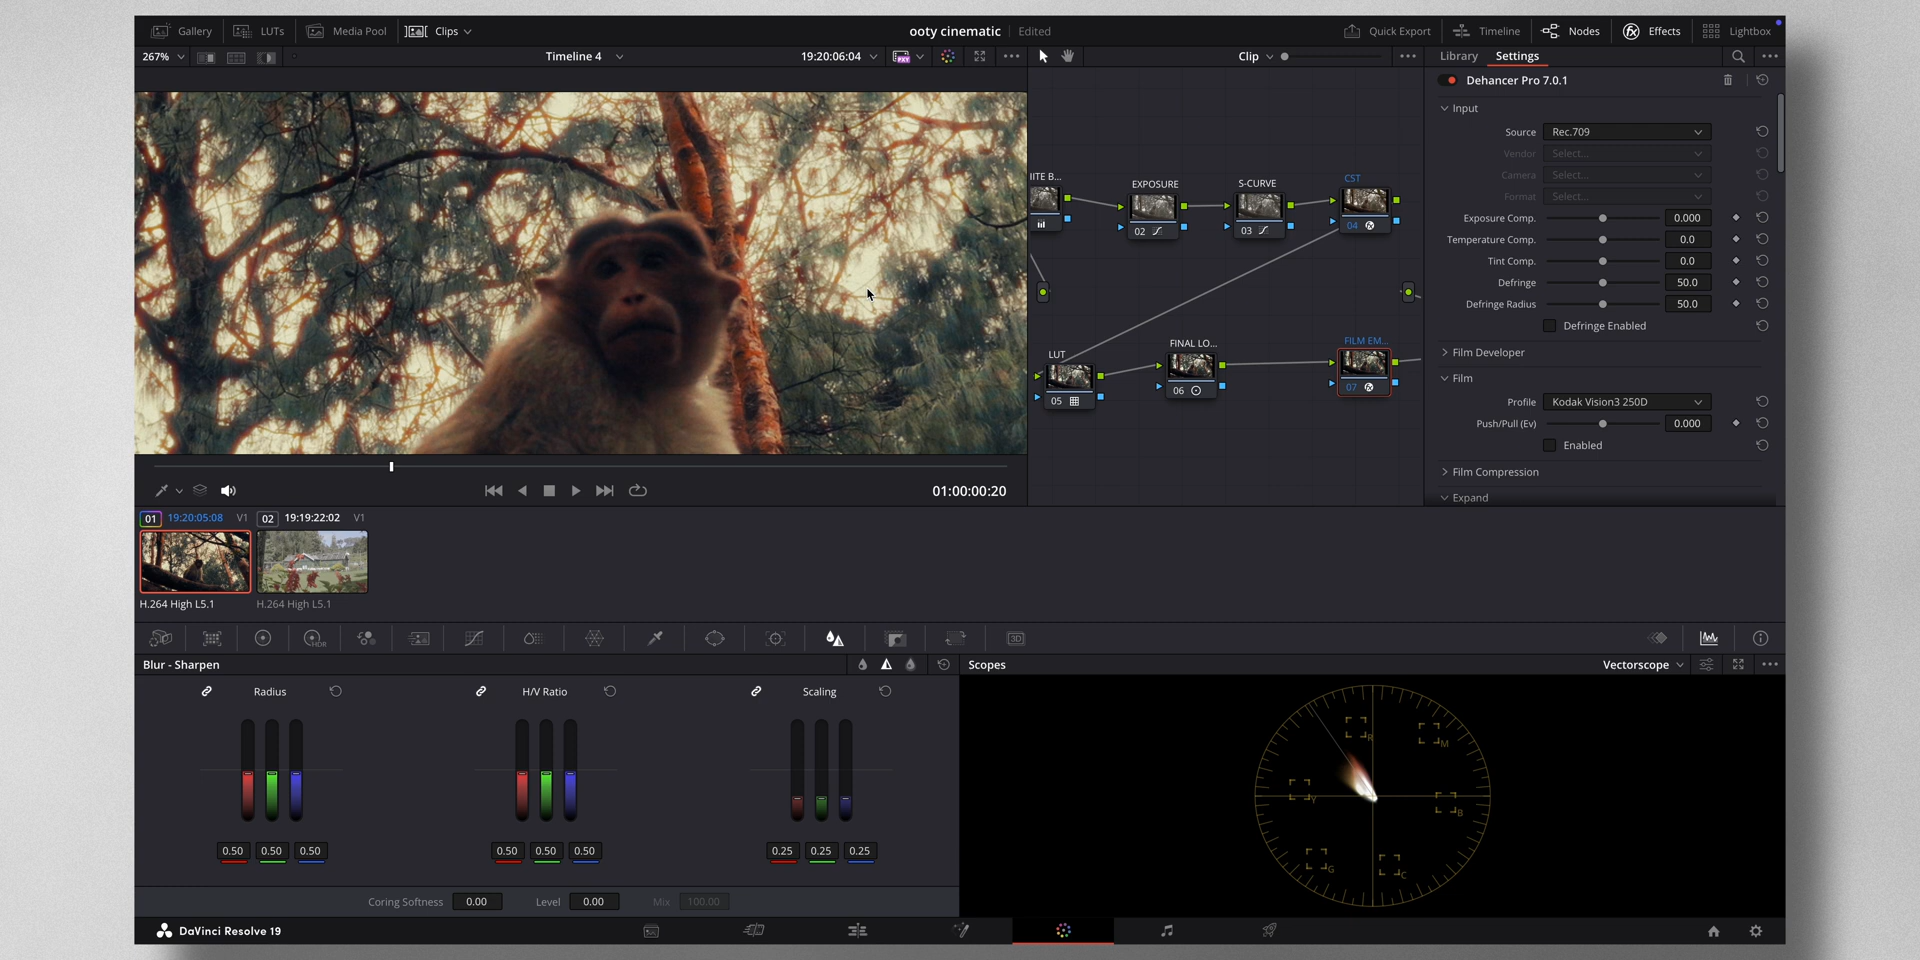 Gallery LUTs Media Pool Clips ooty cinematic Edited Quick Export Timeline Nodes Effects Lightbox
267% Timeline 4 19:20:06:04 PXY Clip Library Settings
Dehancer Pro 7.0.1
Input
Source Rec.709
Vendor Select...
Camera Select...
Format Select...
Exposure Comp. 0.000
Temperature Comp. 0.0
Tint Comp. 0.0
Defringe 50.0
Defringe Radius 50.0
Defringe Enabled
Film Developer
Film
Profile Kodak Vision3 250D
Push/Pull (Ev) 0.000
Enabled
Film Compression
Expand
ITE B... EXPOSURE S-CURVE CST
02 03 04
LUT FINAL LO... FILM EM...
05 06 07
01:00:00:20
01 19:20:05:08 V1 02 19:19:22:02 V1
H.264 High L5.1 H.264 High L5.1
HDR 3D
Blur - Sharpen Scopes Vectorscope
Radius H/V Ratio Scaling
0.50 0.50 0.50 0.50 0.50 0.50 0.25 0.25 0.25
R M
Y B
G C
Coring Softness 0.00 Level 0.00 Mix 100.00
DaVinci Resolve 19